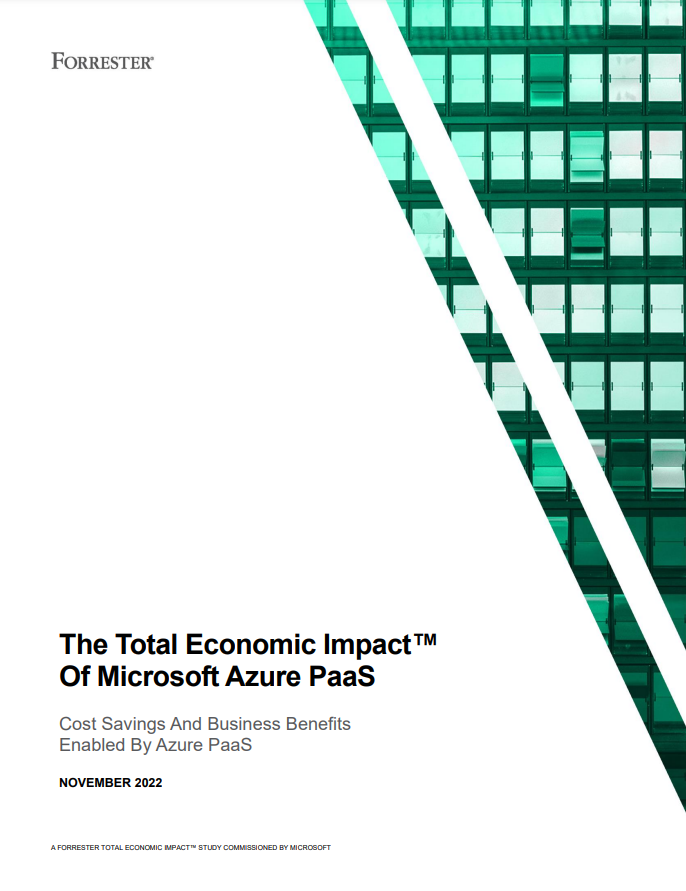 FORRESTER®
The Total Economic Impact™
Of Microsoft Azure PaaS
Cost Savings And Business Benefits
Enabled By Azure PaaS
NOVEMBER 2022
A FORRESTER TOTAL ECONOMIC IMPACT™ STUDY COMMISSIONED BY MICROSOFT